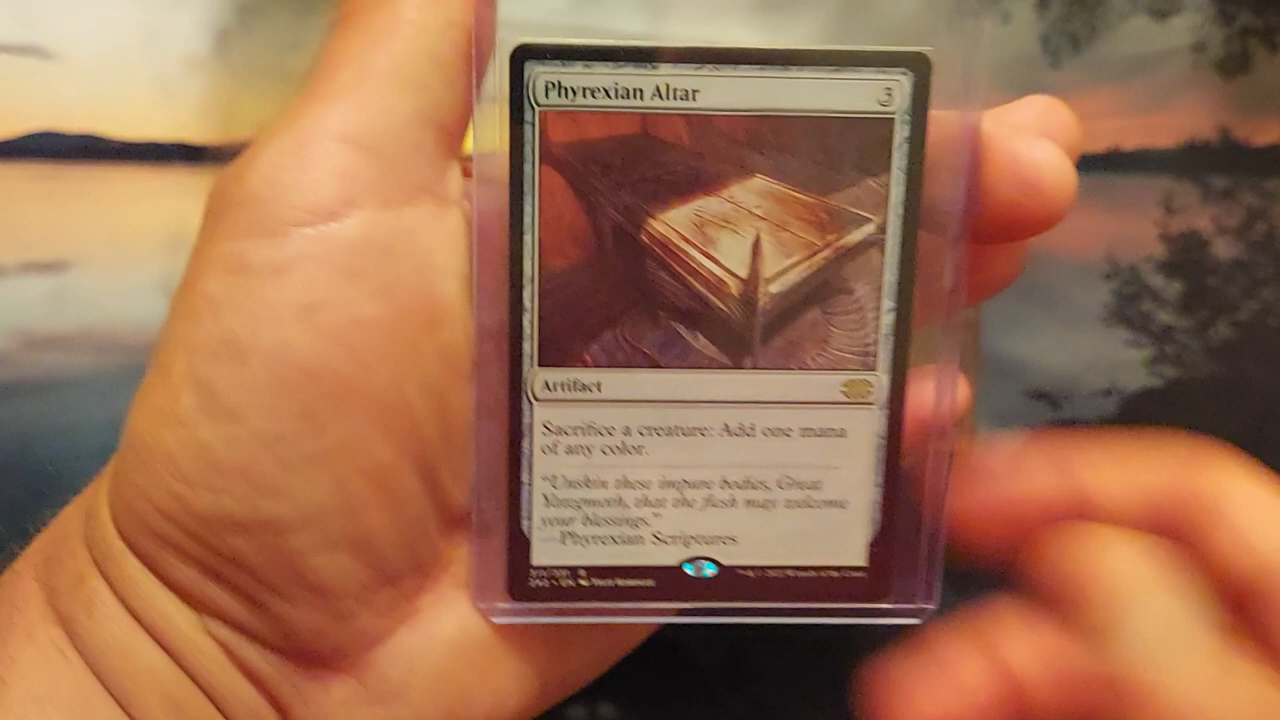 Phyrexian Altar 3
Artifact
Sacrifice a creature: Add one mana
of any color.
"Unskin these impure bodies, Great
Yawgmoth, that the flesh may welcome
your blessings."
—Phyrexian Scriptures